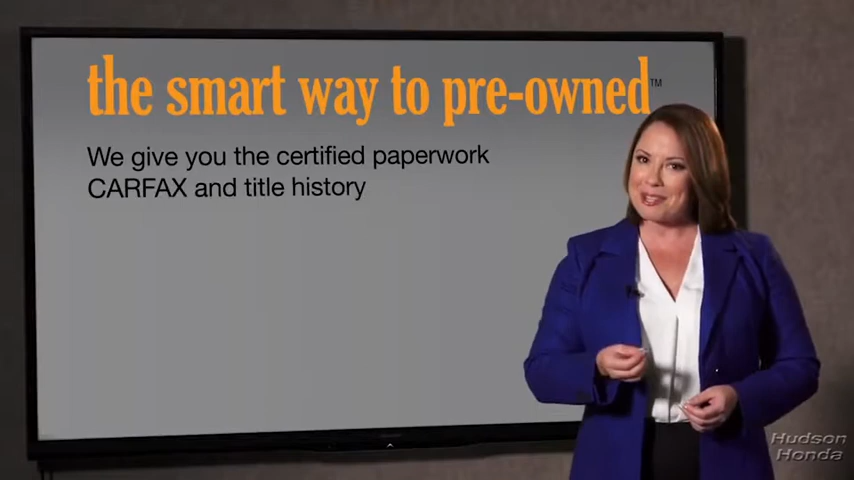 the smart way to pre-owned™
We give you the certified paperwork
CARFAX and title history
Hudson
Honda